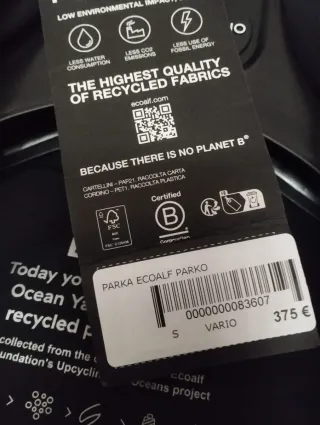 LOW ENVIRONMENTAL IMPACT
LESS WATER CONSUMPTION
LESS CO2 EMISSIONS
LESS USE OF FOSSIL ENERGY
THE HIGHEST QUALITY
OF RECYCLED FABRICS
ecoalf.com
BECAUSE THERE IS NO PLANET B®
CARTELLINI - PAP21. RACCOLTA CARTA
CORDINO - PET1. RACCOLTA PLASTICA
FSC
Certified
B
Corporation
PARKA ECOALF PARKO
0000000083607
S VARIO 375 €
Today yo
Ocean Ya
recycled p
collected from the
undation's Upcyclin
Ecoalf
Oceans project